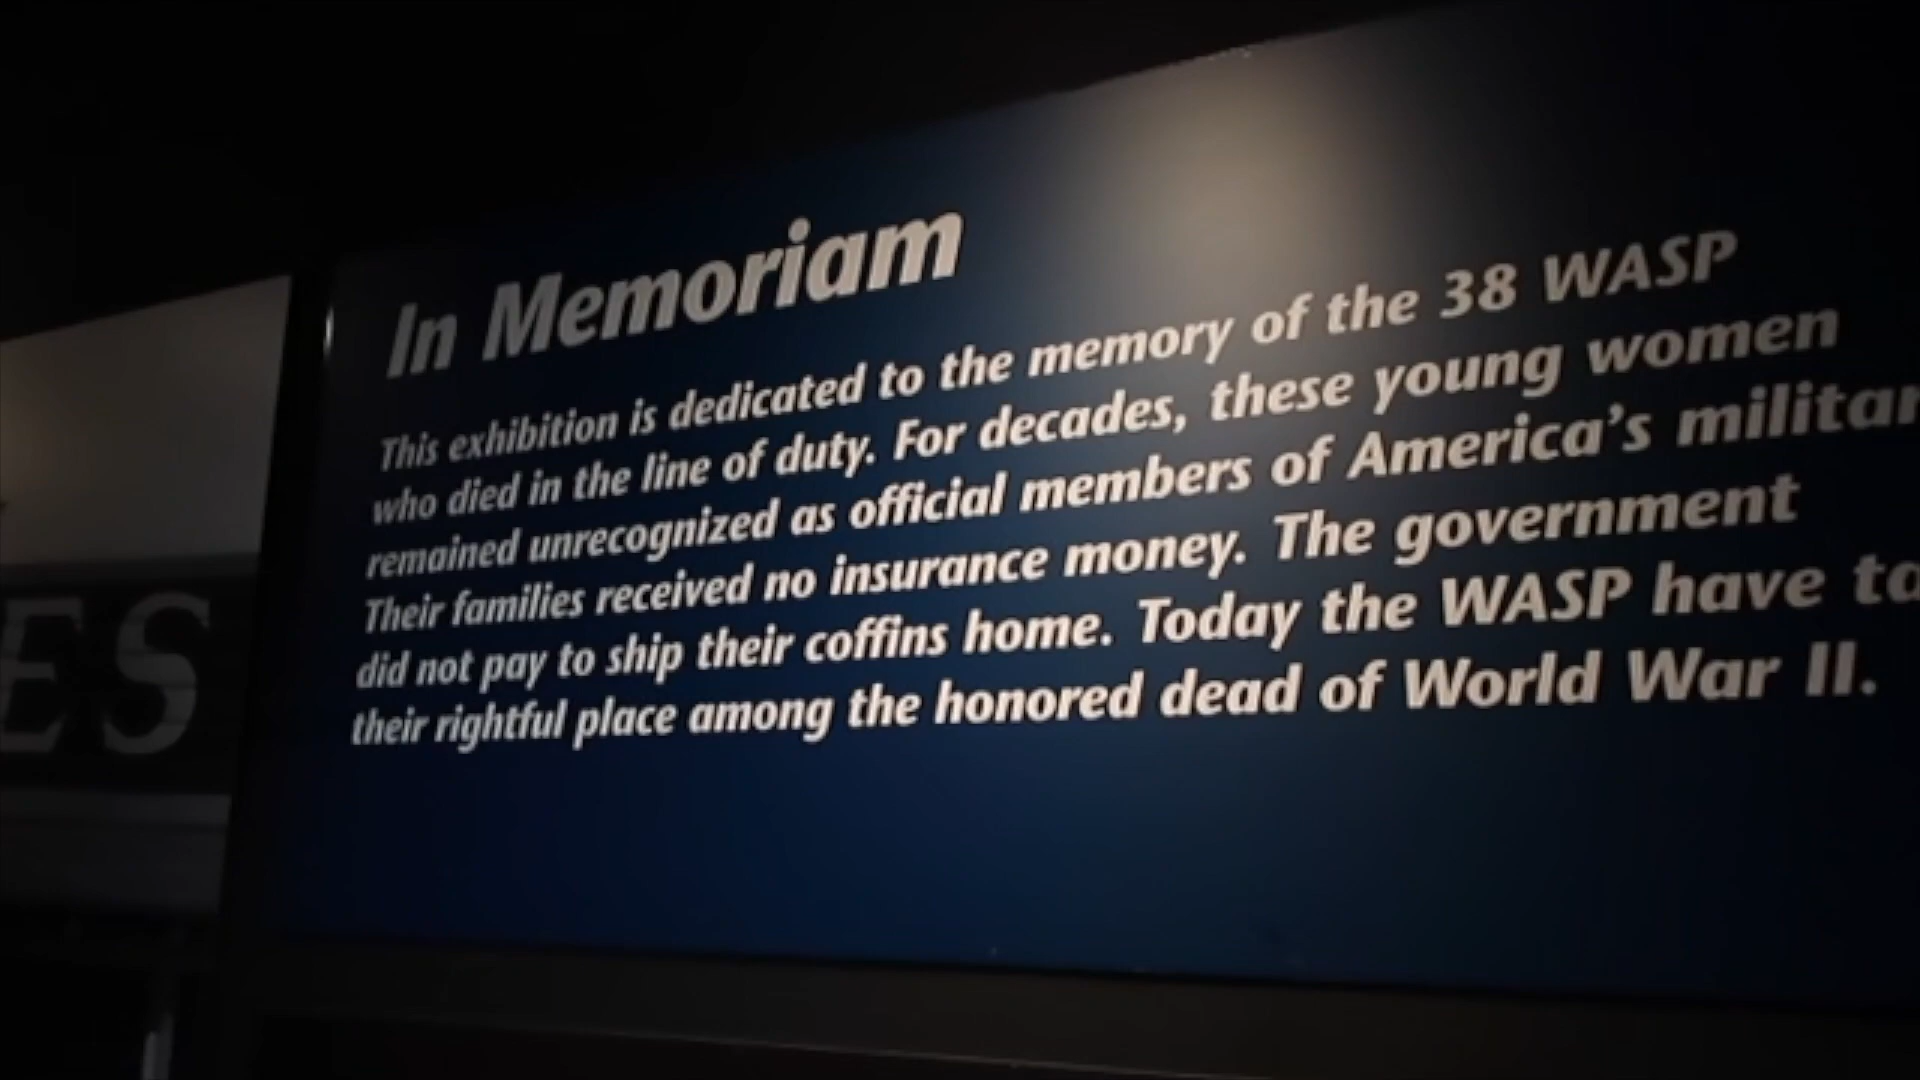 In Memoriam
This exhibition is dedicated to the memory of the 38 WASP
who died in the line of duty. For decades, these young women
remained unrecognized as official members of America's
Their families received no insurance money. The government
did not pay to ship their coffins home. Today the WASP have
their rightful place among the honored dead of World War II.
ES